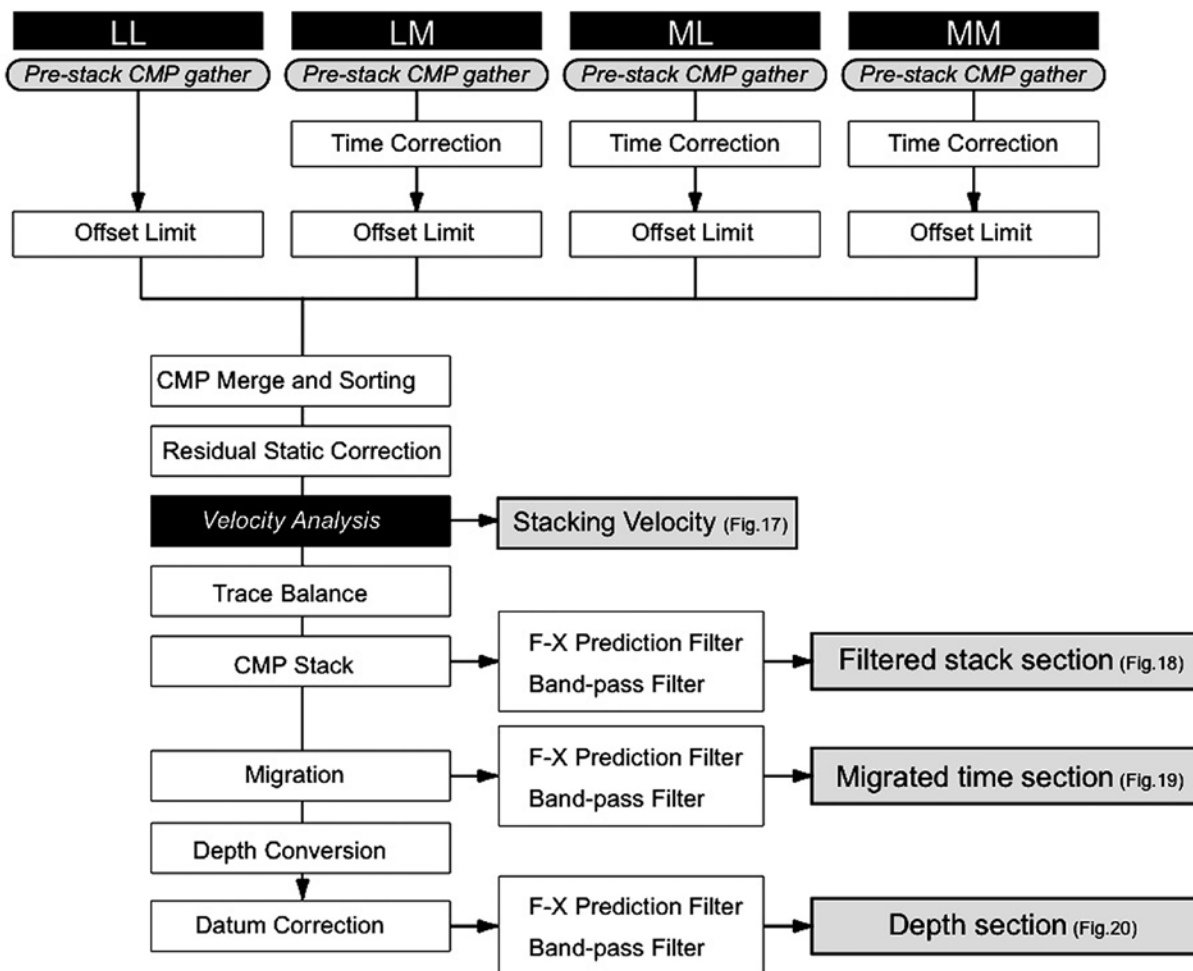 LL
LM
ML
MM
Pre-stack CMP gather
Pre-stack CMP gather
Pre-stack CMP gather
Pre-stack CMP gather
Time Correction
Time Correction
Time Correction
Offset Limit
Offset Limit
Offset Limit
Offset Limit
CMP Merge and Sorting
Residual Static Correction
Velocity Analysis
Stacking Velocity (Fig.17)
Trace Balance
CMP Stack
F-X Prediction Filter
Band-pass Filter
Filtered stack section (Fig.18)
Migration
F-X Prediction Filter
Band-pass Filter
Migrated time section (Fig.19)
Depth Conversion
Datum Correction
F-X Prediction Filter
Band-pass Filter
Depth section (Fig.20)